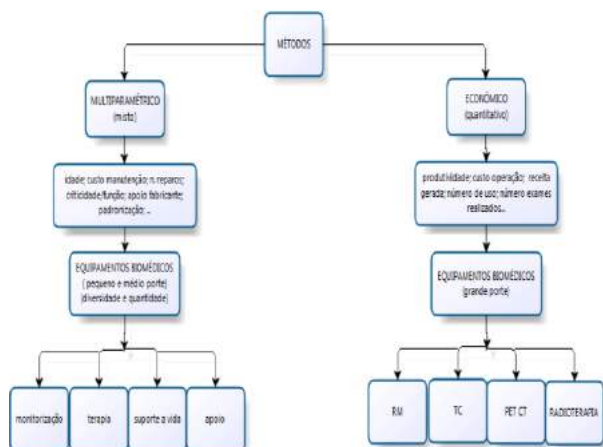 MÉTODOS
MULTIPARAMÉTRICO
(misto)
idade; custo manutenção; n. reparos;
criticidade/função; apoio fabricante;
padronização; ...
EQUIPAMENTOS BIOMÉDICOS
( pequeno e médio porte)
(diversidade e quantidade)
monitorização
terapia
suporte a vida
apoio
ECONÔMICO
(quantitativo)
produtividade; custo operação; receita
gerada; número de uso; número exames
realizados...
EQUIPAMENTOS BIOMÉDICOS
(grande porte)
RM
TC
PET CT
RADIOTERAPIA